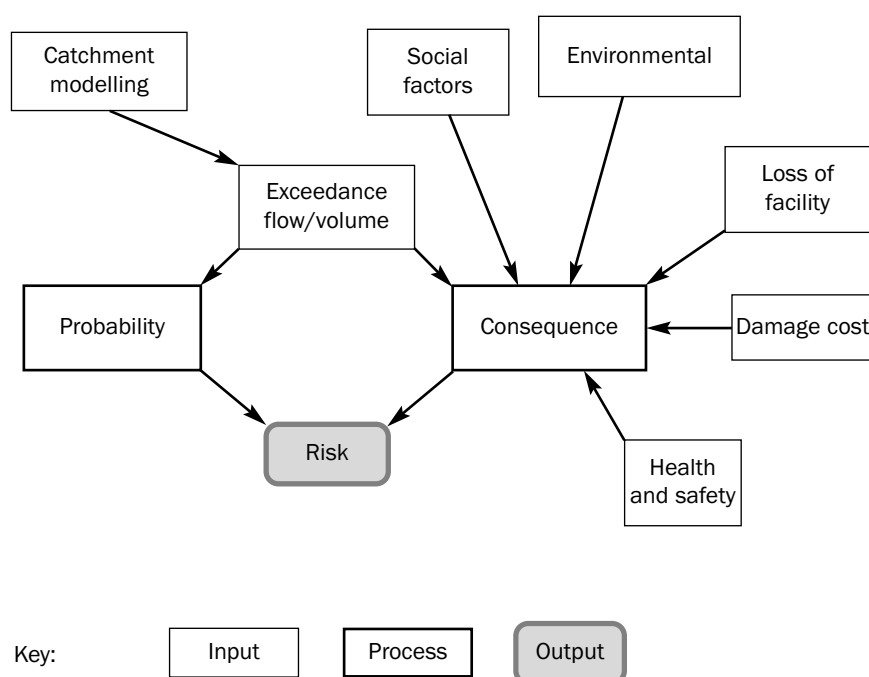 Catchment
modelling
Social
factors
Environmental
Exceedance
flow/volume
Loss of
facility
Probability
Consequence
Damage cost
Risk
Health
and safety
Key:
Input
Process
Output